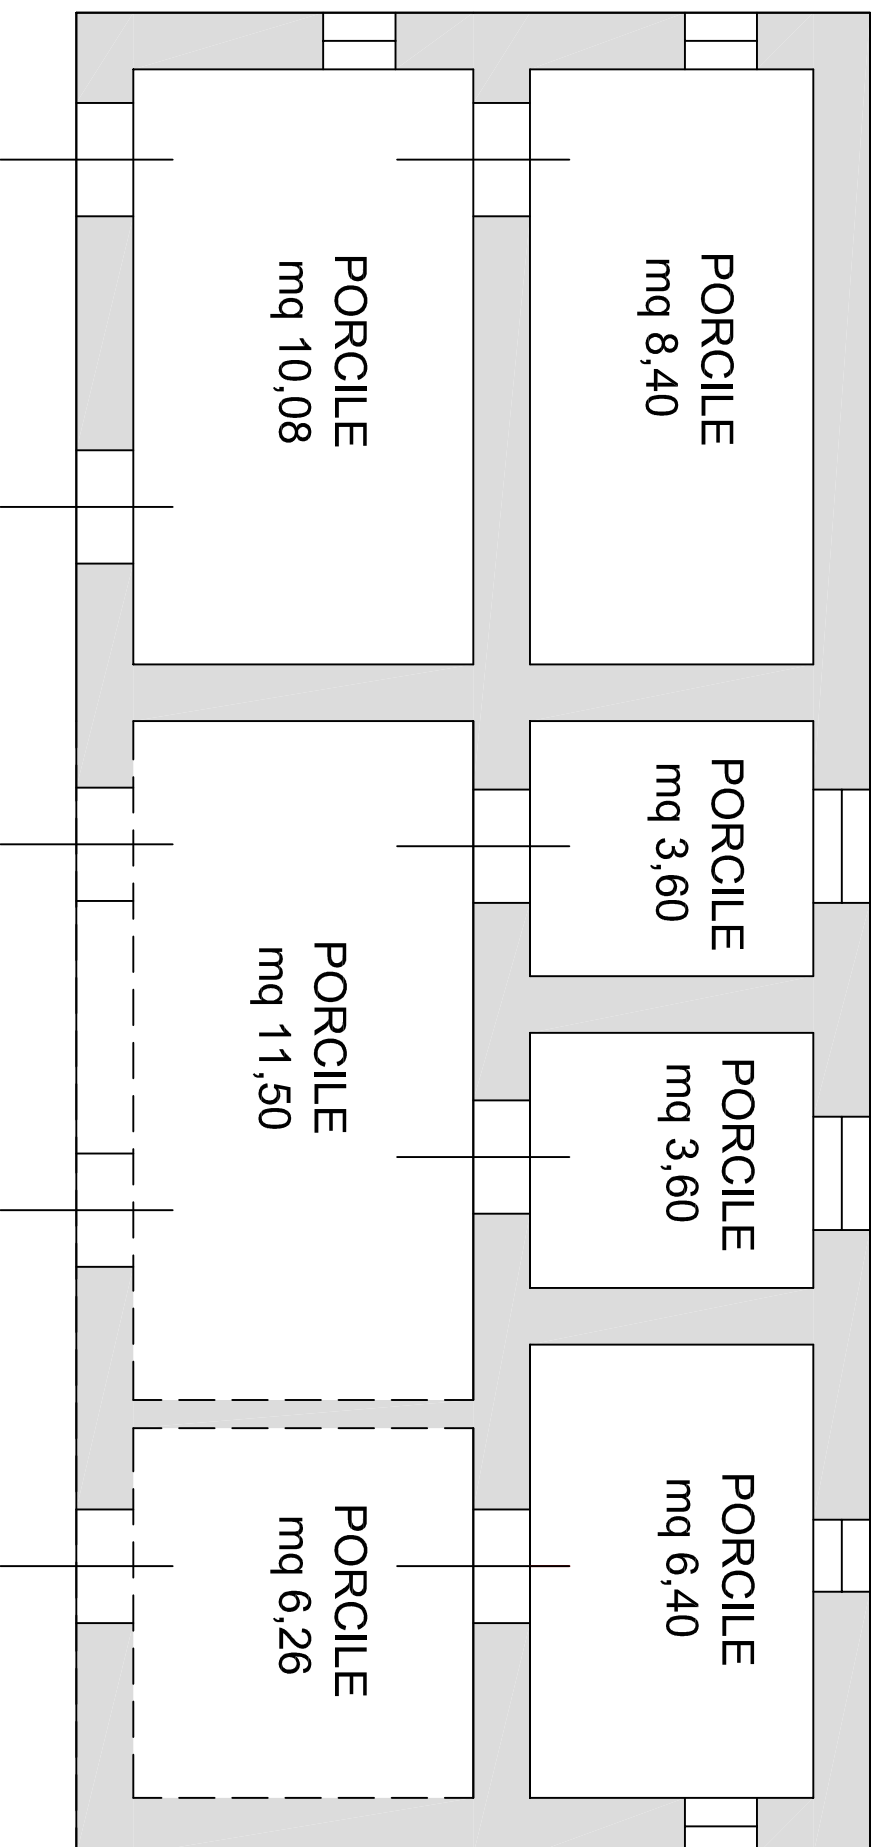 PORCILE
mq 8,40
PORCILE
mq 10,08
PORCILE
mq 3,60
PORCILE
mq 11,50
PORCILE
mq 3,60
PORCILE
mq 6,40
PORCILE
mq 6,26